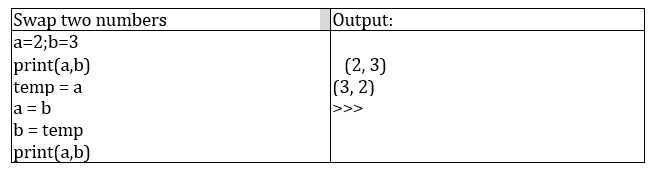 Swap two numbers
Output:
a=2;b=3
print(a,b)
temp = a
a = b
b = temp
print(a,b)
(2, 3)
(3, 2)
>>>